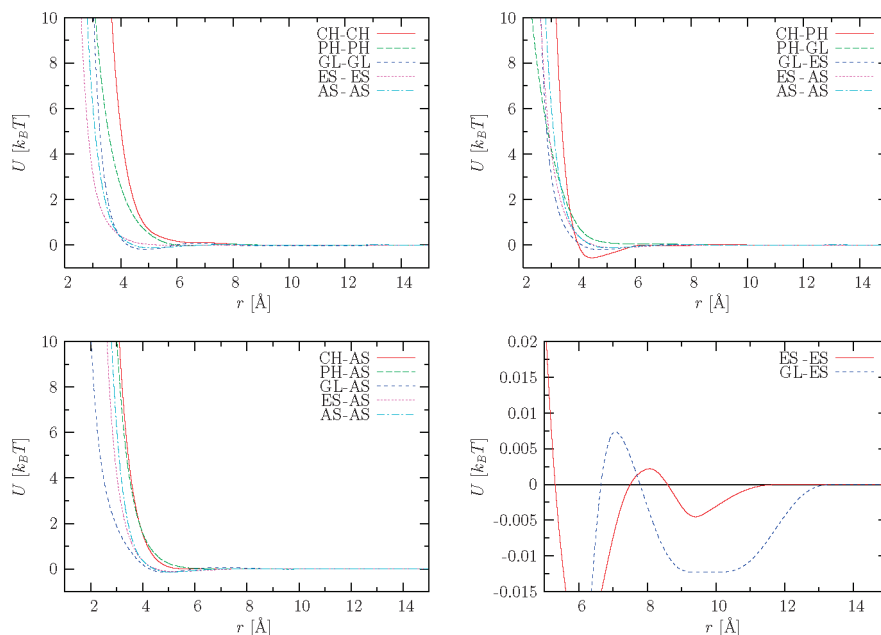 10
8
6
4
2
0
U [k_BT]
2 4 6 8 10 12 14
r [Å]
CH-CH
PH-PH
GL-GL
ES-ES
AS-AS
10
8
6
4
2
0
U [k_BT]
2 4 6 8 10 12 14
r [Å]
CH-PH
PH-GL
GL-ES
ES-AS
AS-AS
10
8
6
4
2
0
U [k_BT]
2 4 6 8 10 12 14
r [Å]
CH-AS
PH-AS
GL-AS
ES-AS
AS-AS
0.02
0.015
0.01
0.005
0
-0.005
-0.01
-0.015
U [k_BT]
6 8 10 12 14
r [Å]
ES-ES
GL-ES